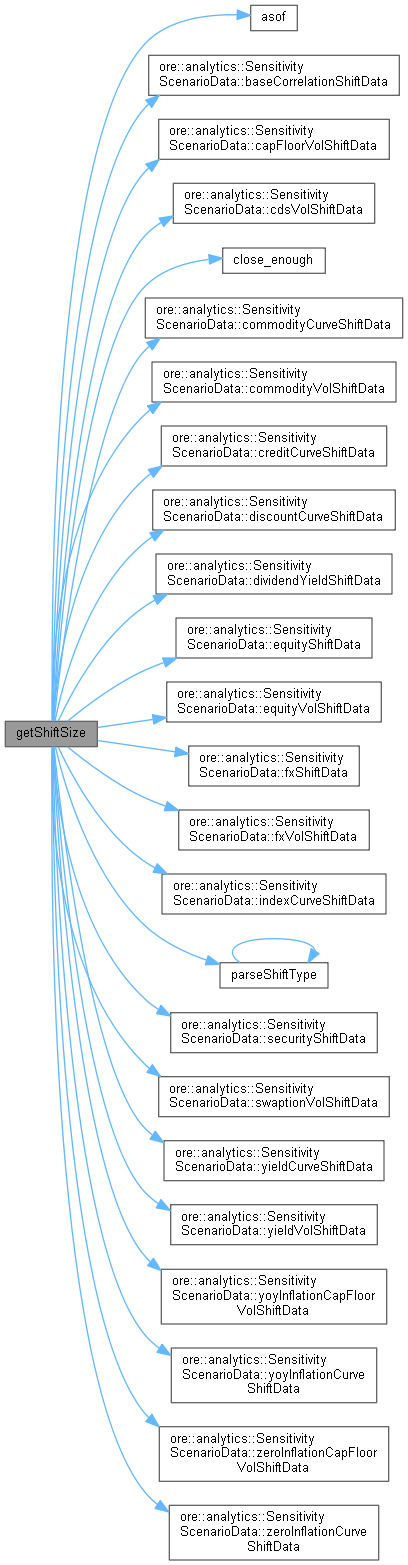 asof
ore::analytics::Sensitivity
ScenarioData::baseCorrelationShiftData
ore::analytics::Sensitivity
ScenarioData::capFloorVolShiftData
ore::analytics::Sensitivity
ScenarioData::cdsVolShiftData
close_enough
ore::analytics::Sensitivity
ScenarioData::commodityCurveShiftData
ore::analytics::Sensitivity
ScenarioData::commodityVolShiftData
ore::analytics::Sensitivity
ScenarioData::creditCurveShiftData
ore::analytics::Sensitivity
ScenarioData::discountCurveShiftData
ore::analytics::Sensitivity
ScenarioData::dividendYieldShiftData
ore::analytics::Sensitivity
ScenarioData::equityShiftData
ore::analytics::Sensitivity
ScenarioData::equityVolShiftData
getShiftSize
ore::analytics::Sensitivity
ScenarioData::fxShiftData
ore::analytics::Sensitivity
ScenarioData::fxVolShiftData
ore::analytics::Sensitivity
ScenarioData::indexCurveShiftData
parseShiftType
ore::analytics::Sensitivity
ScenarioData::securityShiftData
ore::analytics::Sensitivity
ScenarioData::swaptionVolShiftData
ore::analytics::Sensitivity
ScenarioData::yieldCurveShiftData
ore::analytics::Sensitivity
ScenarioData::yieldVolShiftData
ore::analytics::Sensitivity
ScenarioData::yoyInflationCapFloor
VolShiftData
ore::analytics::Sensitivity
ScenarioData::yoyInflationCurve
ShiftData
ore::analytics::Sensitivity
ScenarioData::zeroInflationCapFloor
VolShiftData
ore::analytics::Sensitivity
ScenarioData::zeroInflationCurve
ShiftData